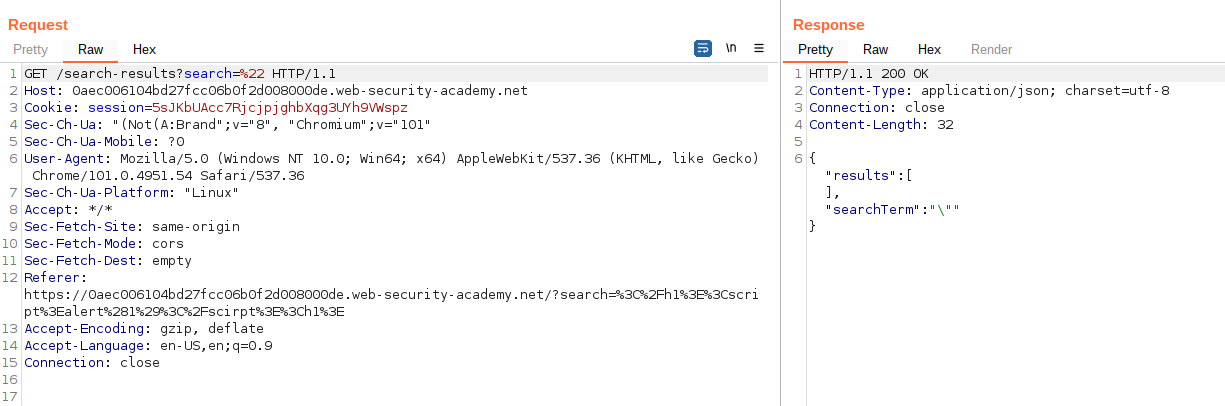 Request
Pretty Raw Hex
\n
1 GET /search-results?search=%22 HTTP/1.1
2 Host: 0aec006104bd27fcc06b0f2d008000de.web-security-academy.net
3 Cookie: session=5sJKbUAcc7RjcjpjghbXqg3UYh9VWspz
4 Sec-Ch-Ua: "(Not(A:Brand";v="8", "Chromium";v="101"
5 Sec-Ch-Ua-Mobile: ?0
6 User-Agent: Mozilla/5.0 (Windows NT 10.0; Win64; x64) AppleWebKit/537.36 (KHTML, like Gecko)
Chrome/101.0.4951.54 Safari/537.36
7 Sec-Ch-Ua-Platform: "Linux"
8 Accept: */*
9 Sec-Fetch-Site: same-origin
10 Sec-Fetch-Mode: cors
11 Sec-Fetch-Dest: empty
12 Referer:
https://0aec006104bd27fcc06b0f2d008000de.web-security-academy.net/?search=%3C%2Fh1%3E%3Cscri
pt%3Ealert%281%29%3C%2Fscirpt%3E%3Ch1%3E
13 Accept-Encoding: gzip, deflate
14 Accept-Language: en-US,en;q=0.9
15 Connection: close
16
17
Response
Pretty Raw Hex Render
1 HTTP/1.1 200 OK
2 Content-Type: application/json; charset=utf-8
3 Connection: close
4 Content-Length: 32
5
6 {
"results":[
],
"searchTerm":"\""
}